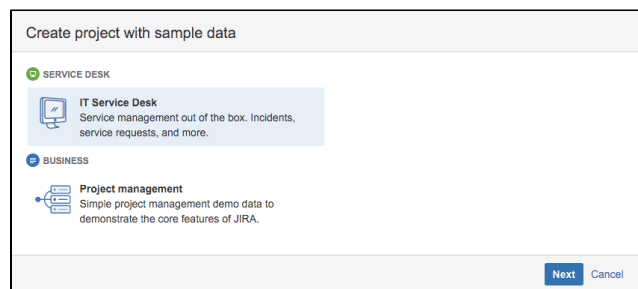 Create project with sample data
SERVICE DESK
IT Service Desk
Service management out of the box. Incidents,
service requests, and more.
BUSINESS
Project management
Simple project management demo data to
demonstrate the core features of JIRA.
Next Cancel